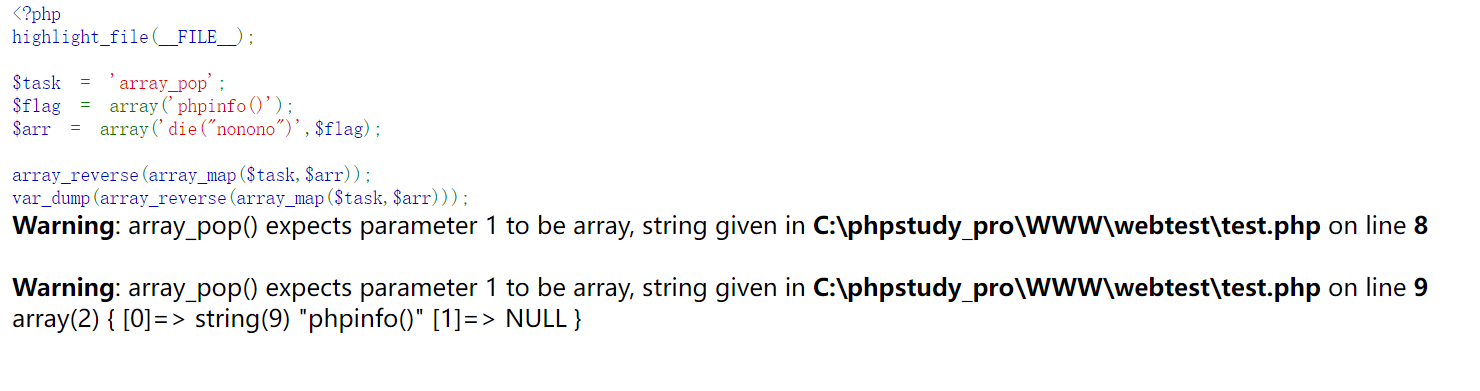 <?php
highlight_file(__FILE__);
$task = 'array_pop';
$flag = array('phpinfo()');
$arr = array('die("nonono")',$flag);
array_reverse(array_map($task,$arr));
var_dump(array_reverse(array_map($task,$arr)));
Warning: array_pop() expects parameter 1 to be array, string given in C:\phpstudy_pro\WWW\webtest\test.php on line 8
Warning: array_pop() expects parameter 1 to be array, string given in C:\phpstudy_pro\WWW\webtest\test.php on line 9
array(2) { [0]=> string(9) "phpinfo()" [1]=> NULL }